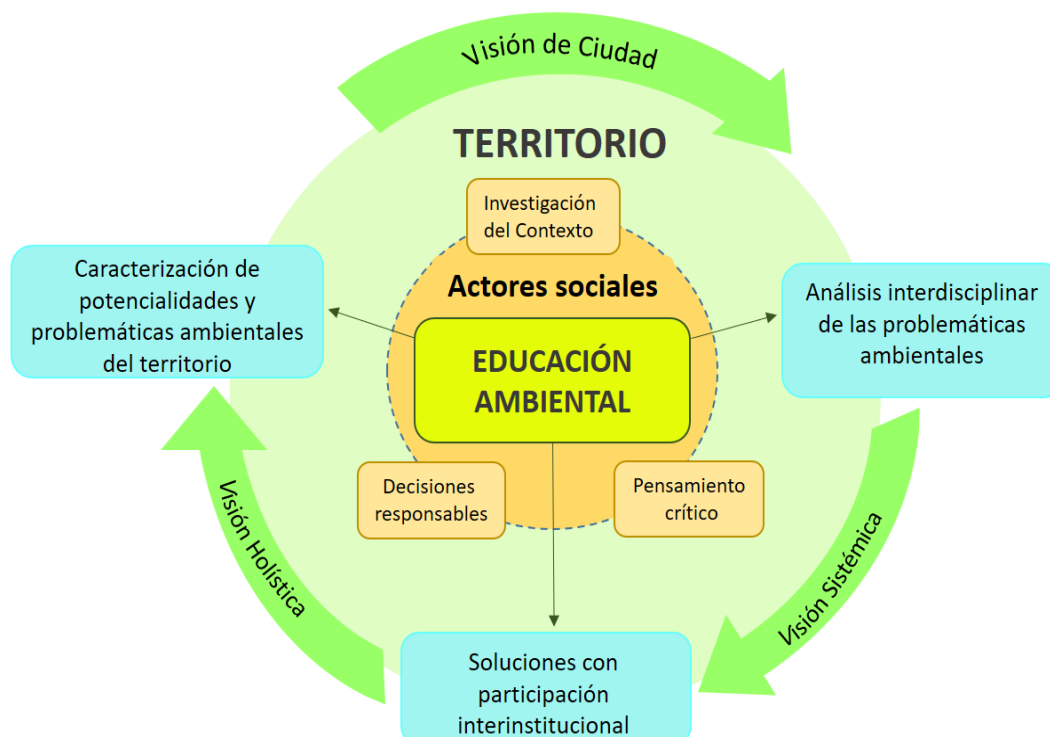 Visión de Ciudad
TERRITORIO
Investigación
del Contexto
Caracterización de
potencialidades y
problemáticas ambientales
del territorio
Actores sociales
Análisis interdisciplinar
de las problemáticas
ambientales
EDUCACIÓN
AMBIENTAL
Decisiones
responsables
Pensamiento
crítico
Visión Holística
Visión Sistémica
Soluciones con
participación
interinstitucional